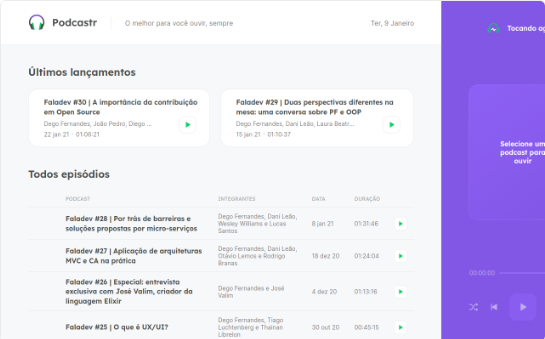 Podcastr
O melhor para você ouvir, sempre
Ter, 9 Janeiro
Tocando ag
Últimos lançamentos
Faladev #30 | A importância da contribuição
em Open Source
Dego Fernandes, João Pedro, Diego ...
22 jan 21 · 01:06:21
Faladev #29 | Duas perspectivas diferentes na
mesa: uma conversa sobre PF e OOP
Dego Fernandes, Dani Leão, Laura Beatr...
15 jan 21 · 01:10:37
Selecione um
podcast para
ouvir
Todos episódios
PODCAST INTEGRANTES DATA DURAÇÃO
Faladev #28 | Por trás de barreiras e
soluções propostas por micro-serviços
Dego Fernandes, Dani Leão,
Wesley Williams e Lucas
Santos
8 jan 21
01:31:46
Faladev #27 | Aplicação de arquiteturas
MVC e CA na prática
Dego Fernandes, Dani Leão,
Otávio Lemos e Rodrigo
Branas
18 dez 20
01:24:04
Faladev #26 | Especial: entrevista
exclusiva com José Valim, criador da
linguagem Elixir
Dego Fernandes e José
Valim
4 dez 20
01:13:16
Faladev #25 | O que é UX/UI?
Dego Fernandes, Tiago
Luchtenberg e Thainan
Librelon
30 out 20
00:45:15
00:00:00